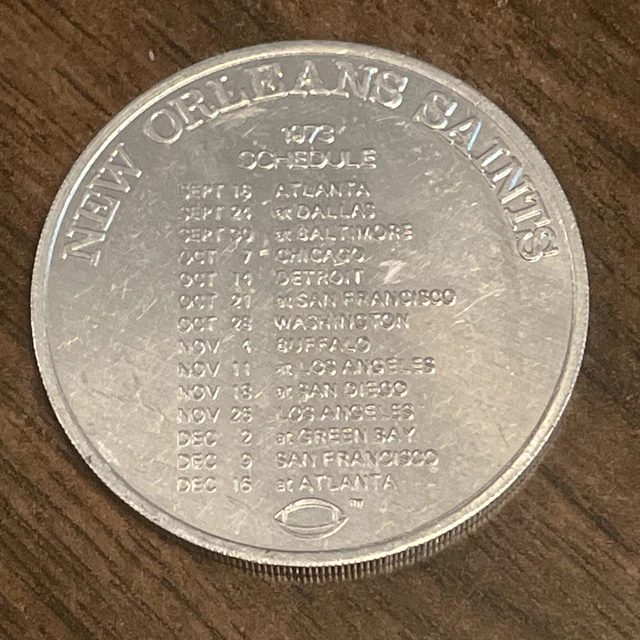 NEW ORLEANS SAINTS
1973
SCHEDULE
SEPT 16 ATLANTA
SEPT 24 at DALLAS
SEPT 30 at BALTIMORE
OCT 7 CHICAGO
OCT 14 DETROIT
OCT 21 at SAN FRANCISCO
OCT 28 WASHINGTON
NOV 4 BUFFALO
NOV 11 at LOS ANGELES
NOV 18 at SAN DIEGO
NOV 25 LOS ANGELES
DEC 2 at GREEN BAY
DEC 9 SAN FRANCISCO
DEC 16 at ATLANTA
TM